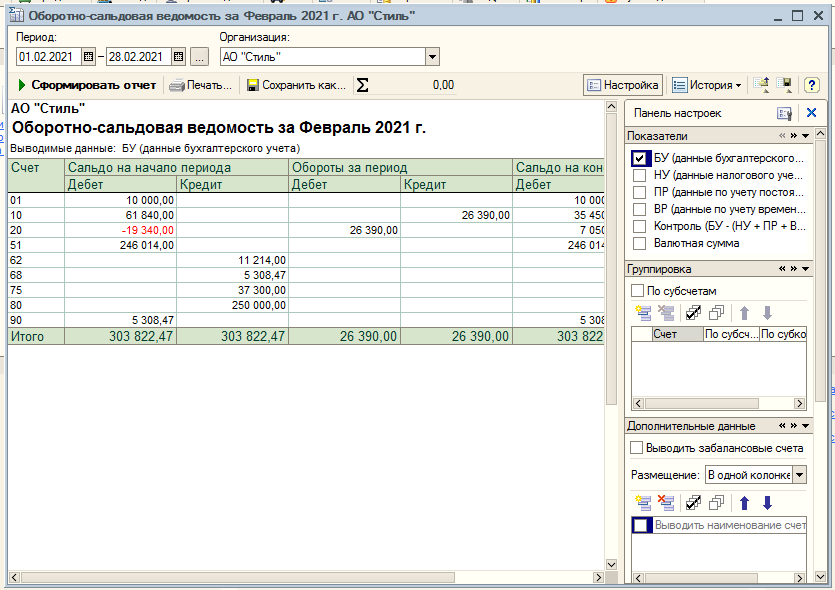 Оборотно-сальдовая ведомость за Февраль 2021 г. АО "Стиль"
Период: Организация:
01.02.2021 – 28.02.2021 ... АО "Стиль"
Сформировать отчет Печать... Сохранить как... Σ 0,00 Настройка История ?
АО "Стиль"
Оборотно-сальдовая ведомость за Февраль 2021 г.
Выводимые данные: БУ (данные бухгалтерского учета)
Счет Сальдо на начало периода Обороты за период Сальдо на кон
Дебет Кредит Дебет Кредит Дебет
01 10 000,00 10 000
10 61 840,00 26 390,00 35 450
20 -19 340,00 26 390,00 7 050
51 246 014,00 246 014
62 11 214,00
68 5 308,47
75 37 300,00
80 250 000,00
90 5 308,47 5 308
Итого 303 822,47 303 822,47 26 390,00 26 390,00 303 822
Панель настроек
Показатели
БУ (данные бухгалтерского...
НУ (данные налогового уче...
ПР (данные по учету постоя...
ВР (данные по учету времен...
Контроль (БУ - (НУ + ПР + В...
Валютная сумма
Группировка
По субсчетам
Счет По субсч... По субко
Дополнительные данные
Выводить забалансовые счета
Размещение: В одной колонке
Выводить наименование счет